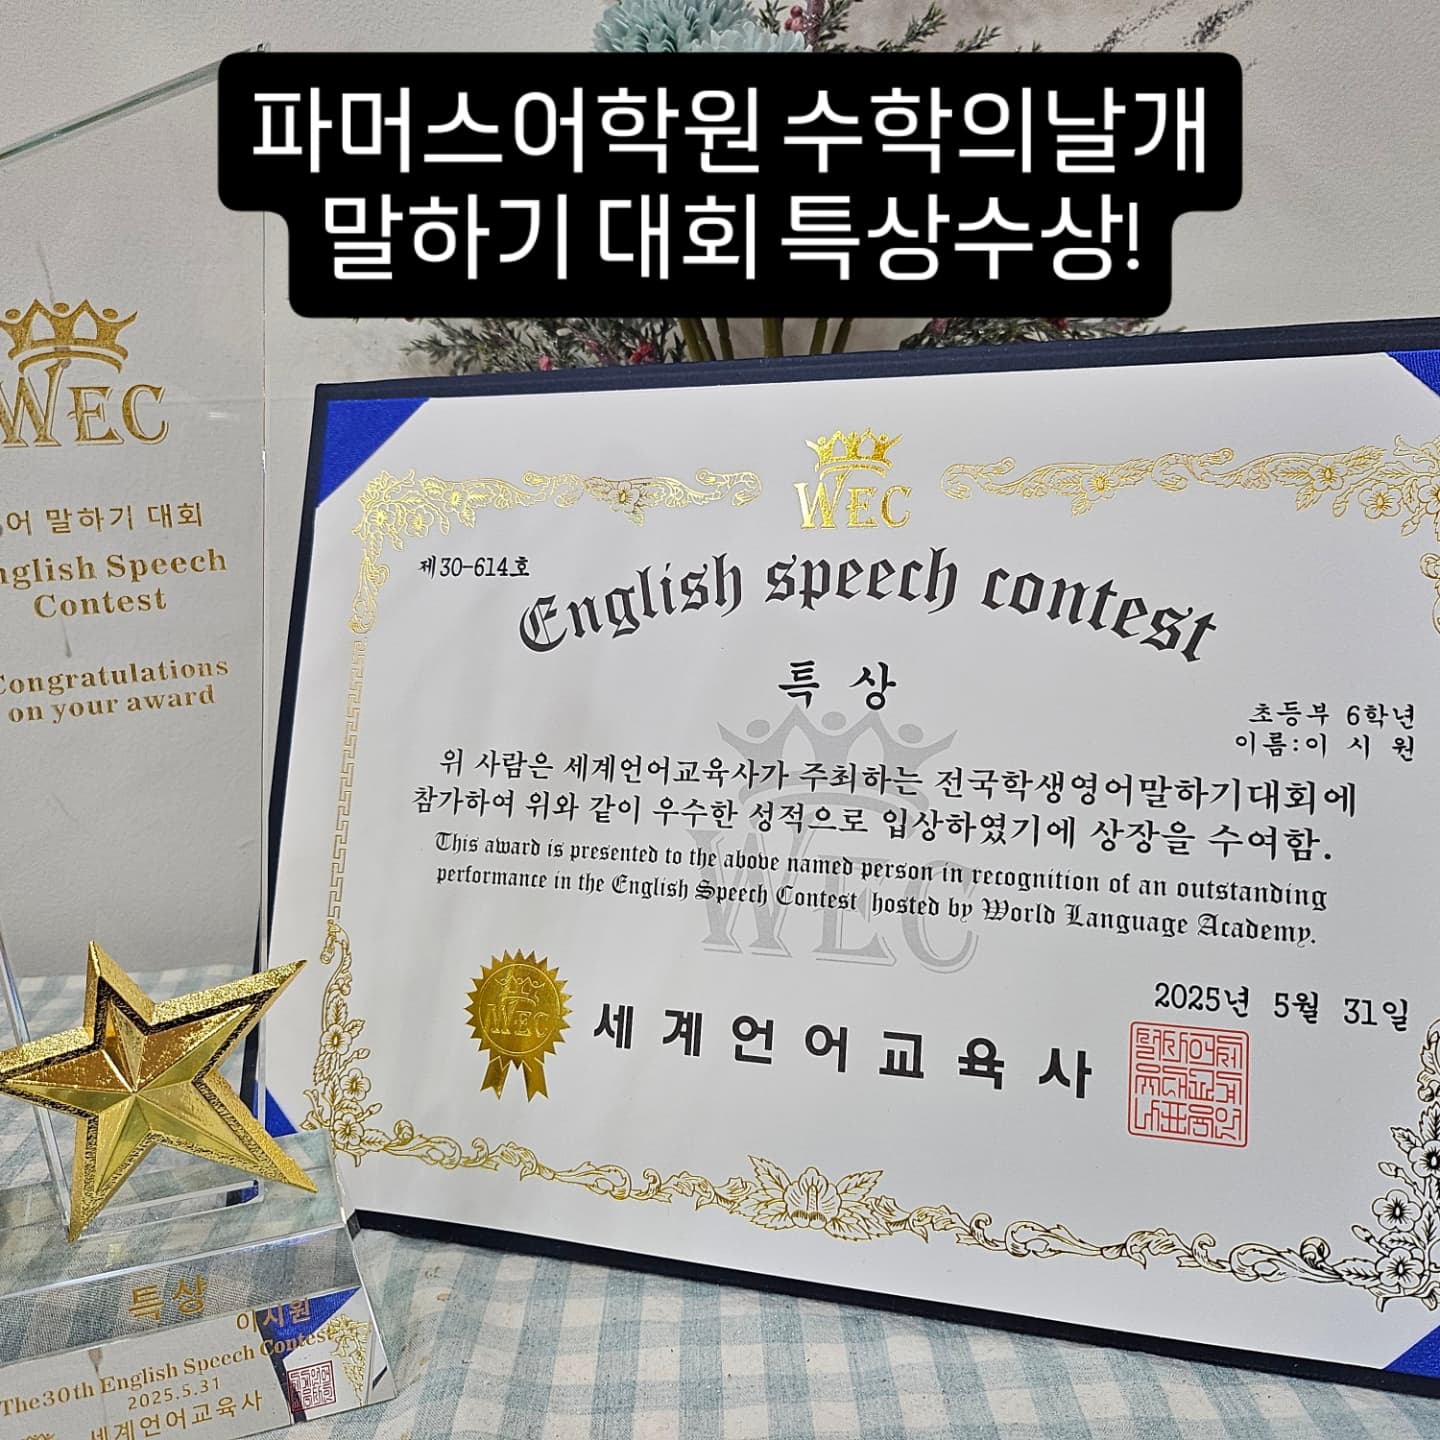 파머스어학원 수학의날개
말하기 대회 특상수상!
WEC
어 말하기 대회
nglish Speech
Contest
Congratulations
on your award
특상
이시원
The30th English Speech Contest
2025.5.31
세계언어교육사
WEC
제30-614호
English speech contest
특 상
초등부 6학년
이름:이 시 원
위 사람은 세계언어교육사가 주최하는 전국학생영어말하기대회에
참가하여 위와 같이 우수한 성적으로 입상하였기에 상장을 수여함.
This award is presented to the above named person in recognition of an outstanding
performance in the English Speech Contest hosted by World Language Academy.
WEC
2025년 5월 31일
WEC
세계언어교육사